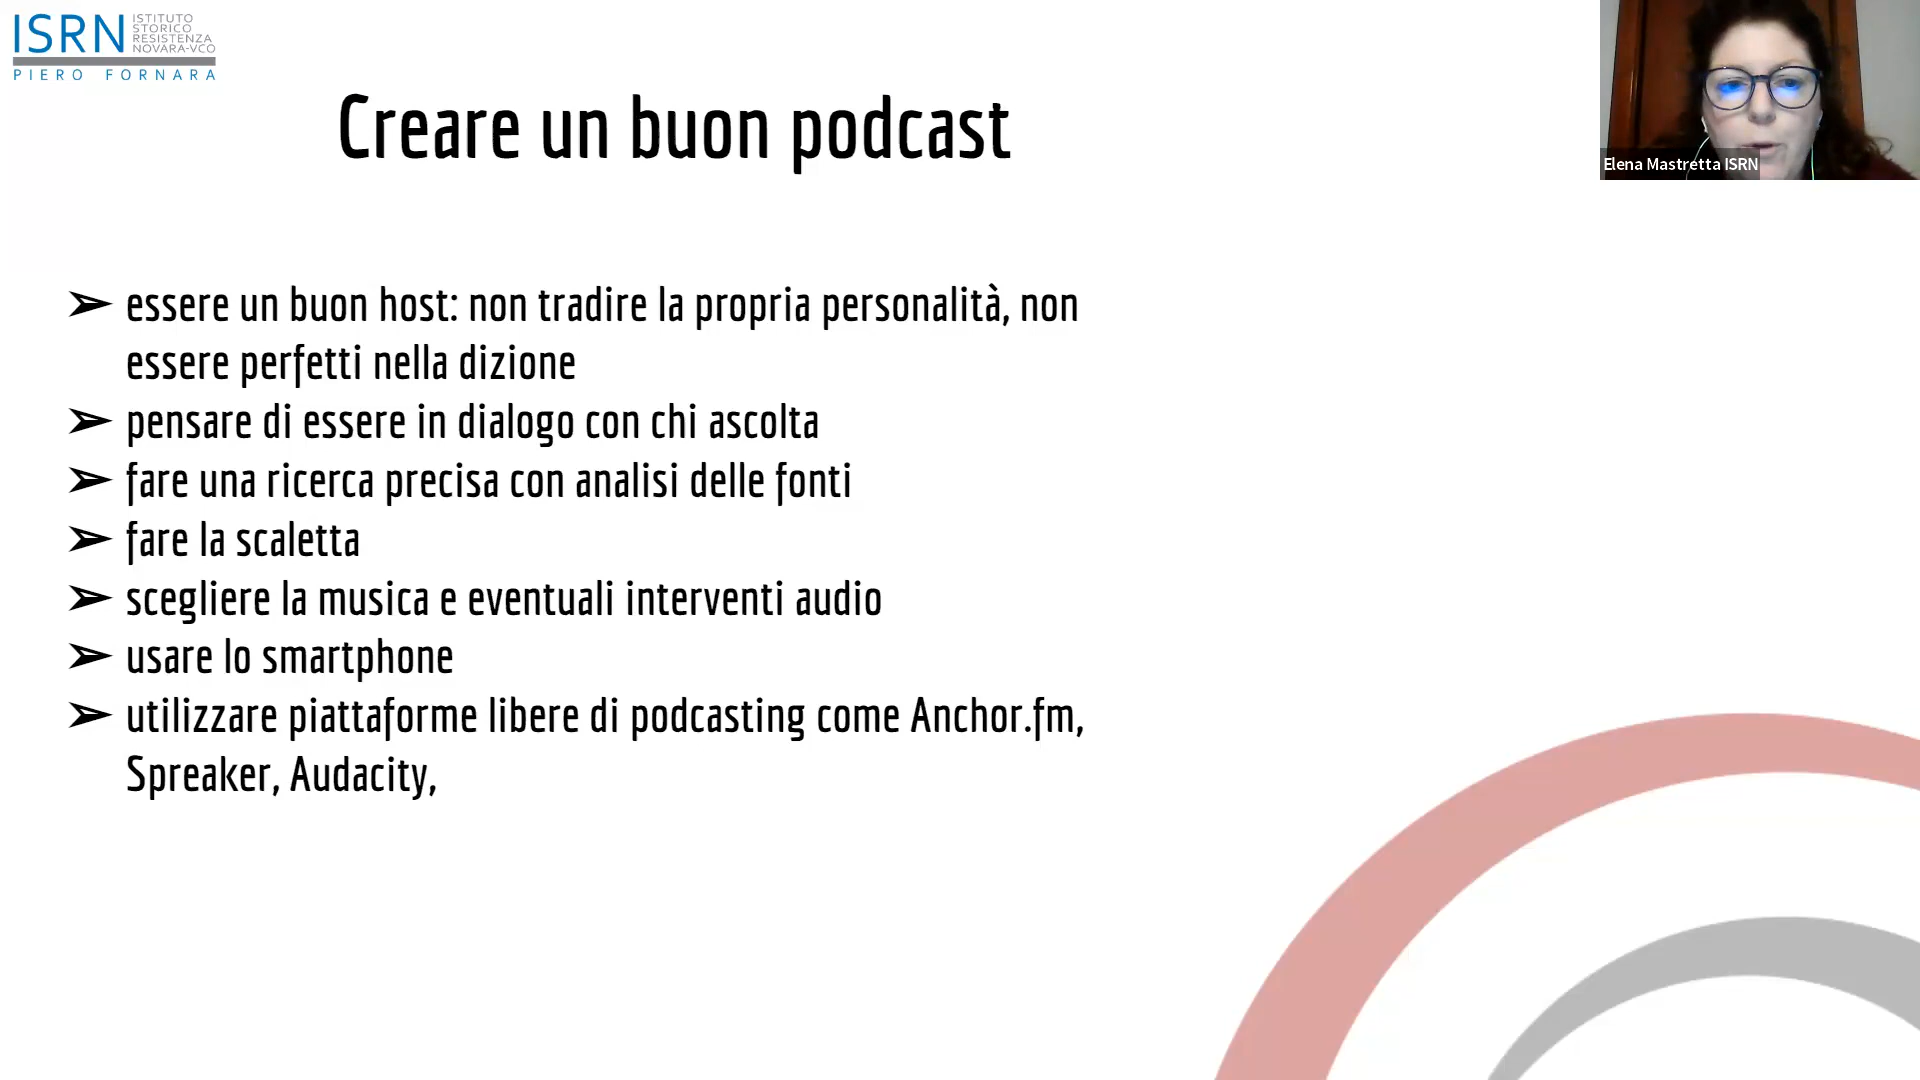 ISRN
ISTITUTO
STORICO
RESISTENZA
NOVARA-VCO
PIERO FORNARA
Elena Mastretta ISRN
Creare un buon podcast
➢ essere un buon host: non tradire la propria personalità, non
essere perfetti nella dizione
➢ pensare di essere in dialogo con chi ascolta
➢ fare una ricerca precisa con analisi delle fonti
➢ fare la scaletta
➢ scegliere la musica e eventuali interventi audio
➢ usare lo smartphone
➢ utilizzare piattaforme libere di podcasting come Anchor.fm,
Spreaker, Audacity,